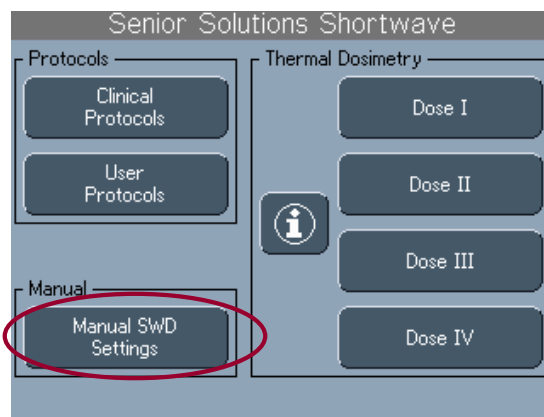 Senior Solutions Shortwave
Protocols
Clinical
Protocols
User
Protocols
Manual
Manual SWD
Settings
Thermal Dosimetry
Dose I
Dose II
Dose III
Dose IV